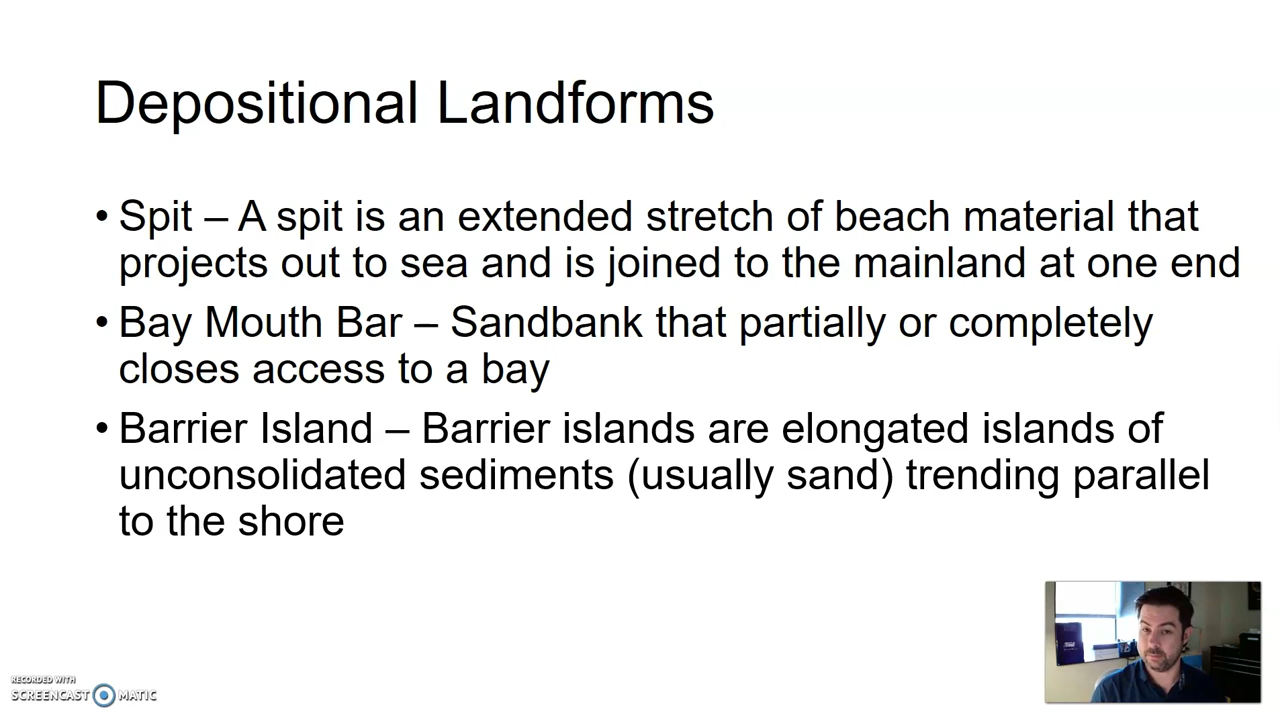 Depositional Landforms
• Spit – A spit is an extended stretch of beach material that
projects out to sea and is joined to the mainland at one end
• Bay Mouth Bar – Sandbank that partially or completely
closes access to a bay
• Barrier Island – Barrier islands are elongated islands of
unconsolidated sediments (usually sand) trending parallel
to the shore
RECORDED WITH
SCREENCAST MATIC